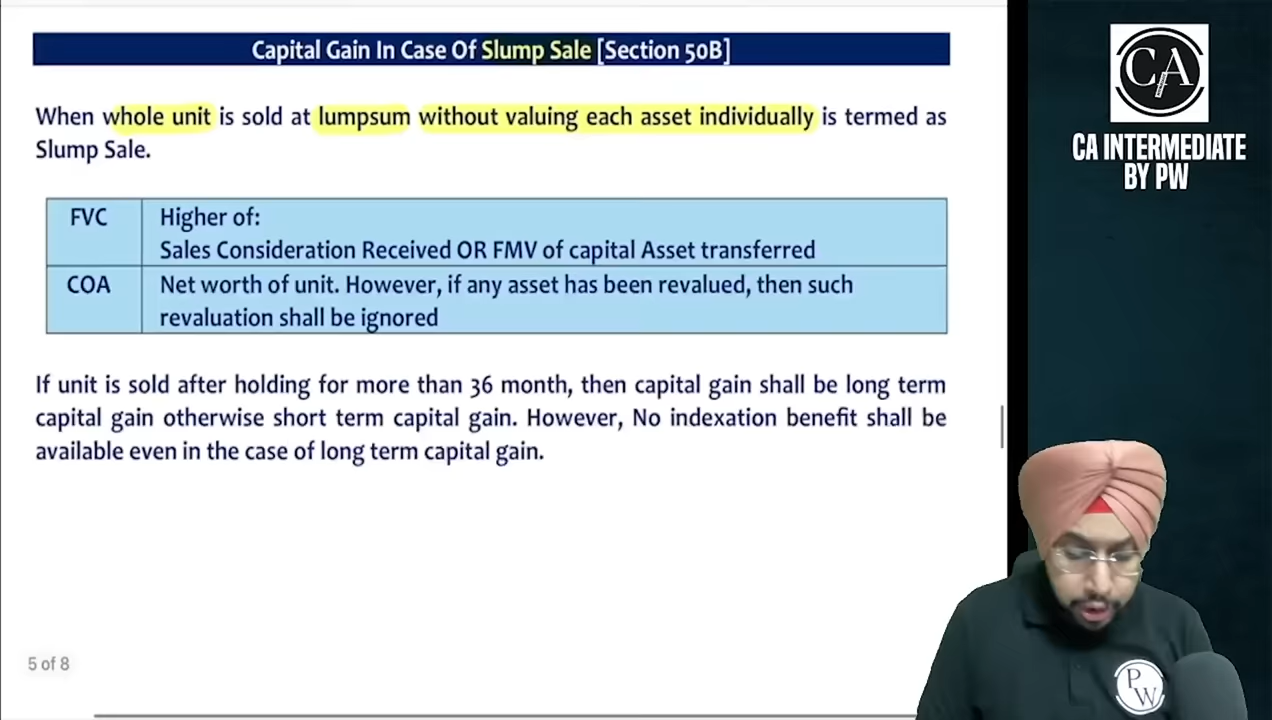 Capital Gain In Case Of Slump Sale [Section 50B]
When whole unit is sold at lumpsum without valuing each asset individually is termed as
Slump Sale.
FVC
Higher of:
Sales Consideration Received OR FMV of capital Asset transferred
COA
Net worth of unit. However, if any asset has been revalued, then such
revaluation shall be ignored
If unit is sold after holding for more than 36 month, then capital gain shall be long term
capital gain otherwise short term capital gain. However, No indexation benefit shall be
available even in the case of long term capital gain.
5 of 8
CA
CA INTERMEDIATE
BY PW
P
W